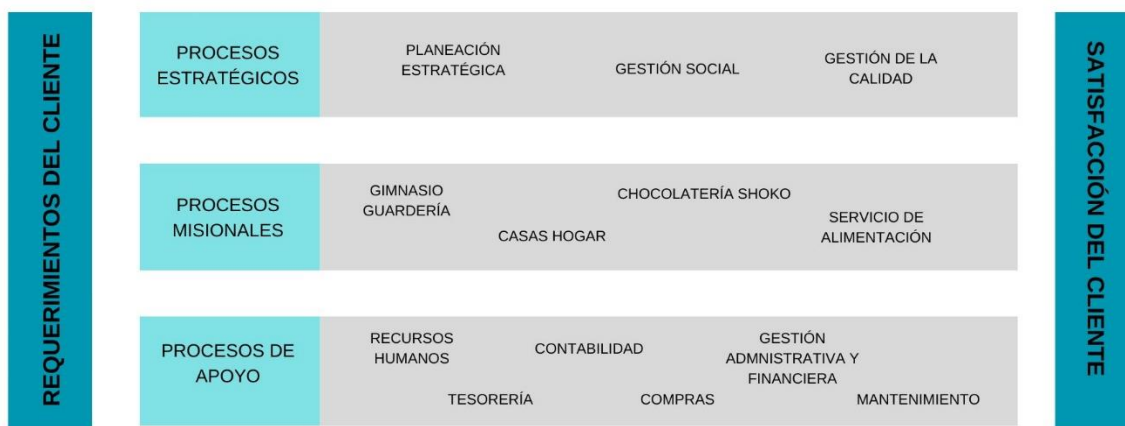 REQUERIMIENTOS DEL CLIENTE
PROCESOS
ESTRATÉGICOS
PLANEACIÓN
ESTRATÉGICA
GESTIÓN SOCIAL
GESTIÓN DE LA
CALIDAD
PROCESOS
MISIONALES
GIMNASIO
GUARDERÍA
CASAS HOGAR
CHOCOLATERÍA SHOKO
SERVICIO DE
ALIMENTACIÓN
PROCESOS DE
APOYO
RECURSOS
HUMANOS
CONTABILIDAD
GESTIÓN
ADMNISTRATIVA Y
FINANCIERA
TESORERÍA
COMPRAS
MANTENIMIENTO
SATISFACCIÓN DEL CLIENTE